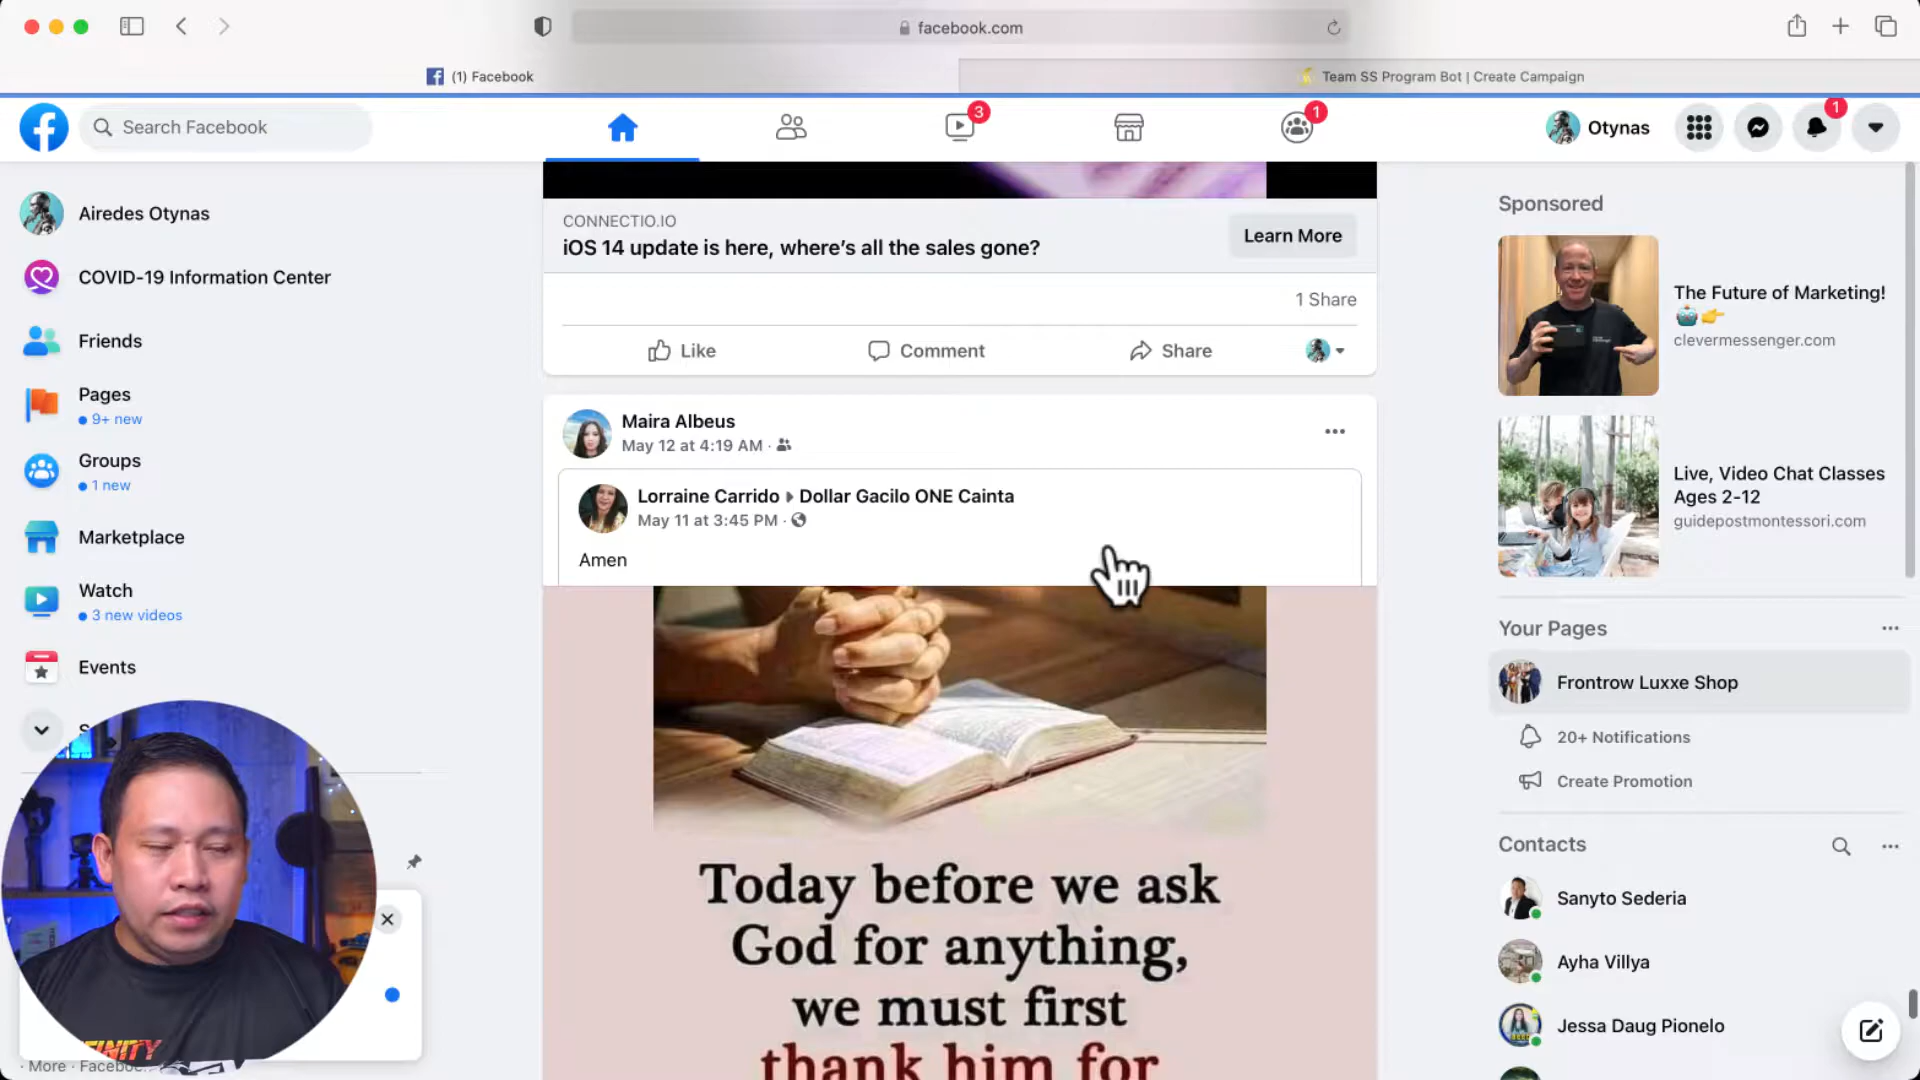 facebook.com
(1) Facebook
Team SS Program Bot | Create Campaign
Search Facebook
3
1
Otynas
1
Airedes Otynas
COVID-19 Information Center
Friends
Pages
9+ new
Groups
1 new
Marketplace
Watch
3 new videos
Events
· More · Facebo
CONNECTIO.IO
iOS 14 update is here, where’s all the sales gone?
Learn More
1 Share
Like
Comment
Share
Maira Albeus
May 12 at 4:19 AM ·
Lorraine Carrido ▸ Dollar Gacilo ONE Cainta
May 11 at 3:45 PM ·
Amen
Today before we ask
God for anything,
we must first
thank him for
Sponsored
The Future of Marketing!
🤖👉
clevermessenger.com
Live, Video Chat Classes
Ages 2-12
guidepostmontessori.com
Your Pages
Frontrow Luxxe Shop
20+ Notifications
Create Promotion
Contacts
Sanyto Sederia
Ayha Villya
Jessa Daug Pionelo